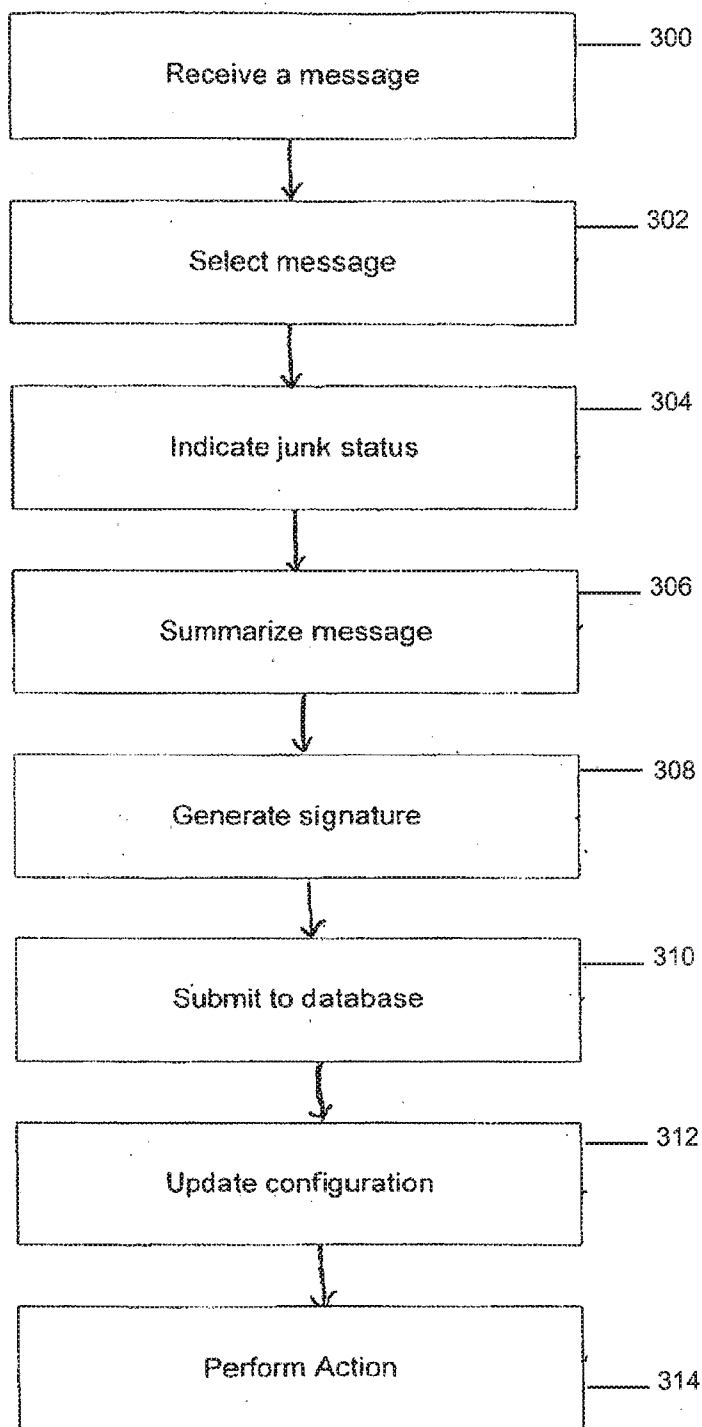 300
Receive a message
302
Select message
304
Indicate junk status
306
Summarize message
308
Generate signature
310
Submit to database
312
Update configuration
Perform Action
314